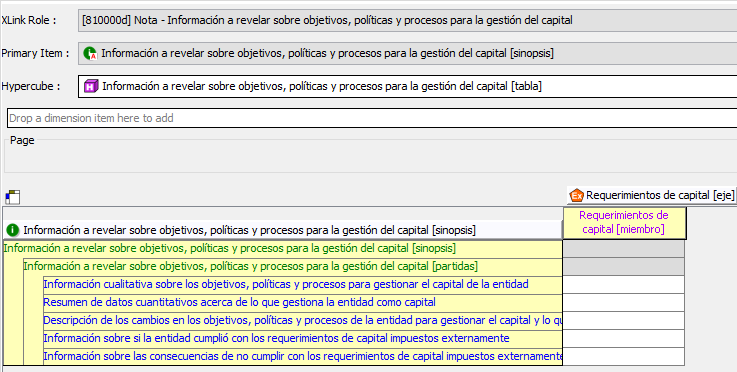 XLink Role : [810000d] Nota - Información a revelar sobre objetivos, políticas y procesos para la gestión del capital
Primary Item : Información a revelar sobre objetivos, políticas y procesos para la gestión del capital [sinopsis]
Hypercube : Información a revelar sobre objetivos, políticas y procesos para la gestión del capital [tabla]
Drop a dimension item here to add
Page
Requerimientos de capital [eje]
Información a revelar sobre objetivos, políticas y procesos para la gestión del capital [sinopsis]
Requerimientos de
capital [miembro]
Información a revelar sobre objetivos, políticas y procesos para la gestión del capital [sinopsis]
Información a revelar sobre objetivos, políticas y procesos para la gestión del capital [partidas]
Información cualitativa sobre los objetivos, políticas y procesos para gestionar el capital de la entidad
Resumen de datos cuantitativos acerca de lo que gestiona la entidad como capital
Descripción de los cambios en los objetivos, políticas y procesos de la entidad para gestionar el capital y lo qu
Información sobre si la entidad cumplió con los requerimientos de capital impuestos externamente
Información sobre las consecuencias de no cumplir con los requerimientos de capital impuestos externamente